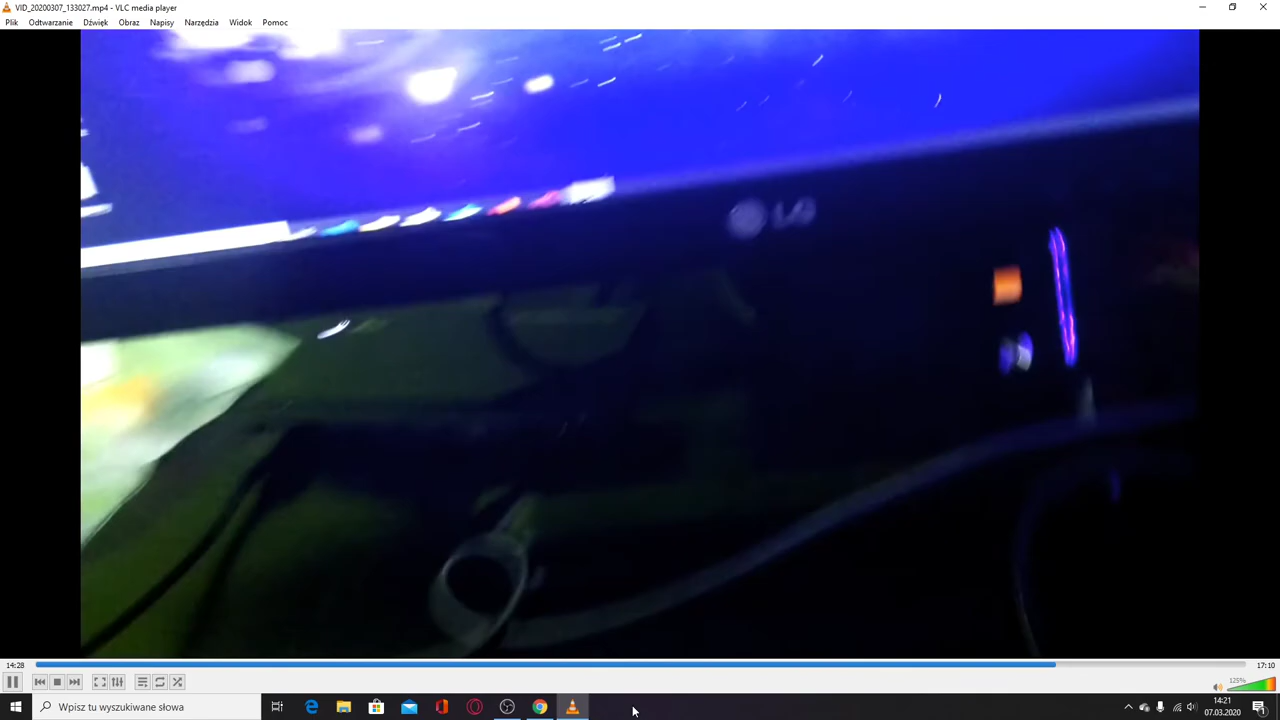 VID_20200307_133027.mp4 - VLC media player
Plik Odtwarzanie Dźwięk Obraz Napisy Narzędzia Widok Pomoc
LG
14:28
17:10
125%
Wpisz tu wyszukiwane słowa
14:21
07.03.2020